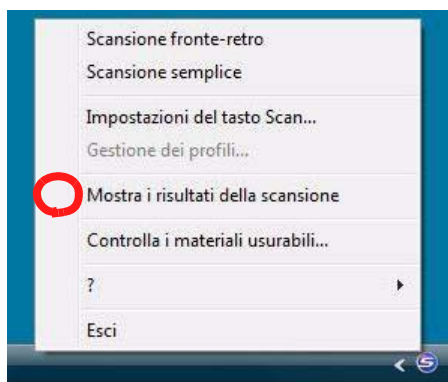 Scansione fronte-retro
Scansione semplice
Impostazioni del tasto Scan...
Gestione dei profili...
Mostra i risultati della scansione
Controlla i materiali usurabili...
?
Esci